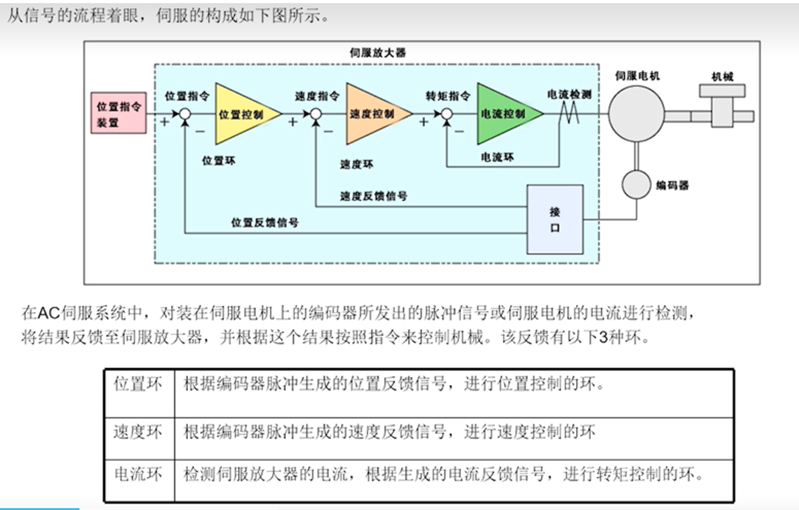 从信号的流程着眼，伺服的构成如下图所示。
伺服放大器
位置指令
装置
位置指令
速度指令
转矩指令
电流检测
伺服电机
机械
+
−
位置控制
+
−
速度控制
+
−
电流控制
位置环
速度环
电流环
编码器
速度反馈信号
位置反馈信号
接
口
在AC伺服系统中，对装在伺服电机上的编码器所发出的脉冲信号或伺服电机的电流进行检测，
将结果反馈至伺服放大器，并根据这个结果按照指令来控制机械。该反馈有以下3种环。
位置环 根据编码器脉冲生成的位置反馈信号，进行位置控制的环。
速度环 根据编码器脉冲生成的速度反馈信号，进行速度控制的环
电流环 检测伺服放大器的电流，根据生成的电流反馈信号，进行转矩控制的环。